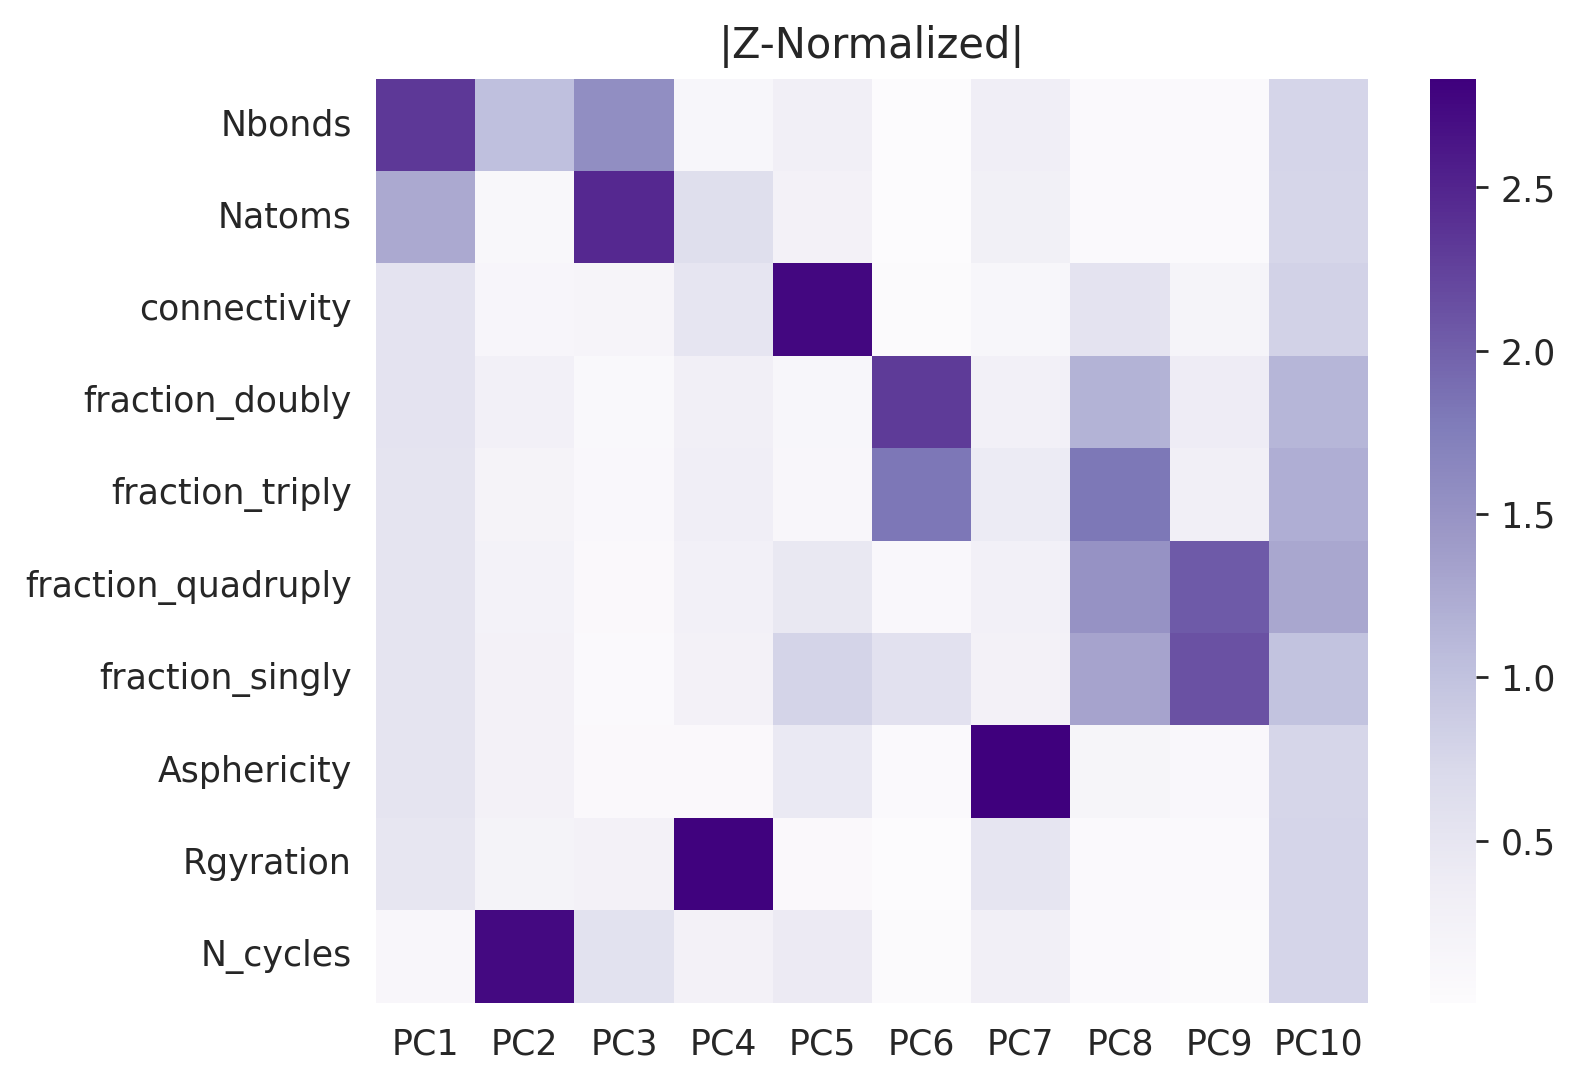 |Z-Normalized|
Nbonds
Natoms
connectivity
fraction_doubly
fraction_triply
fraction_quadruply
fraction_singly
Asphericity
Rgyration
N_cycles
PC1 PC2 PC3 PC4 PC5 PC6 PC7 PC8 PC9 PC10
2.5
2.0
1.5
1.0
0.5